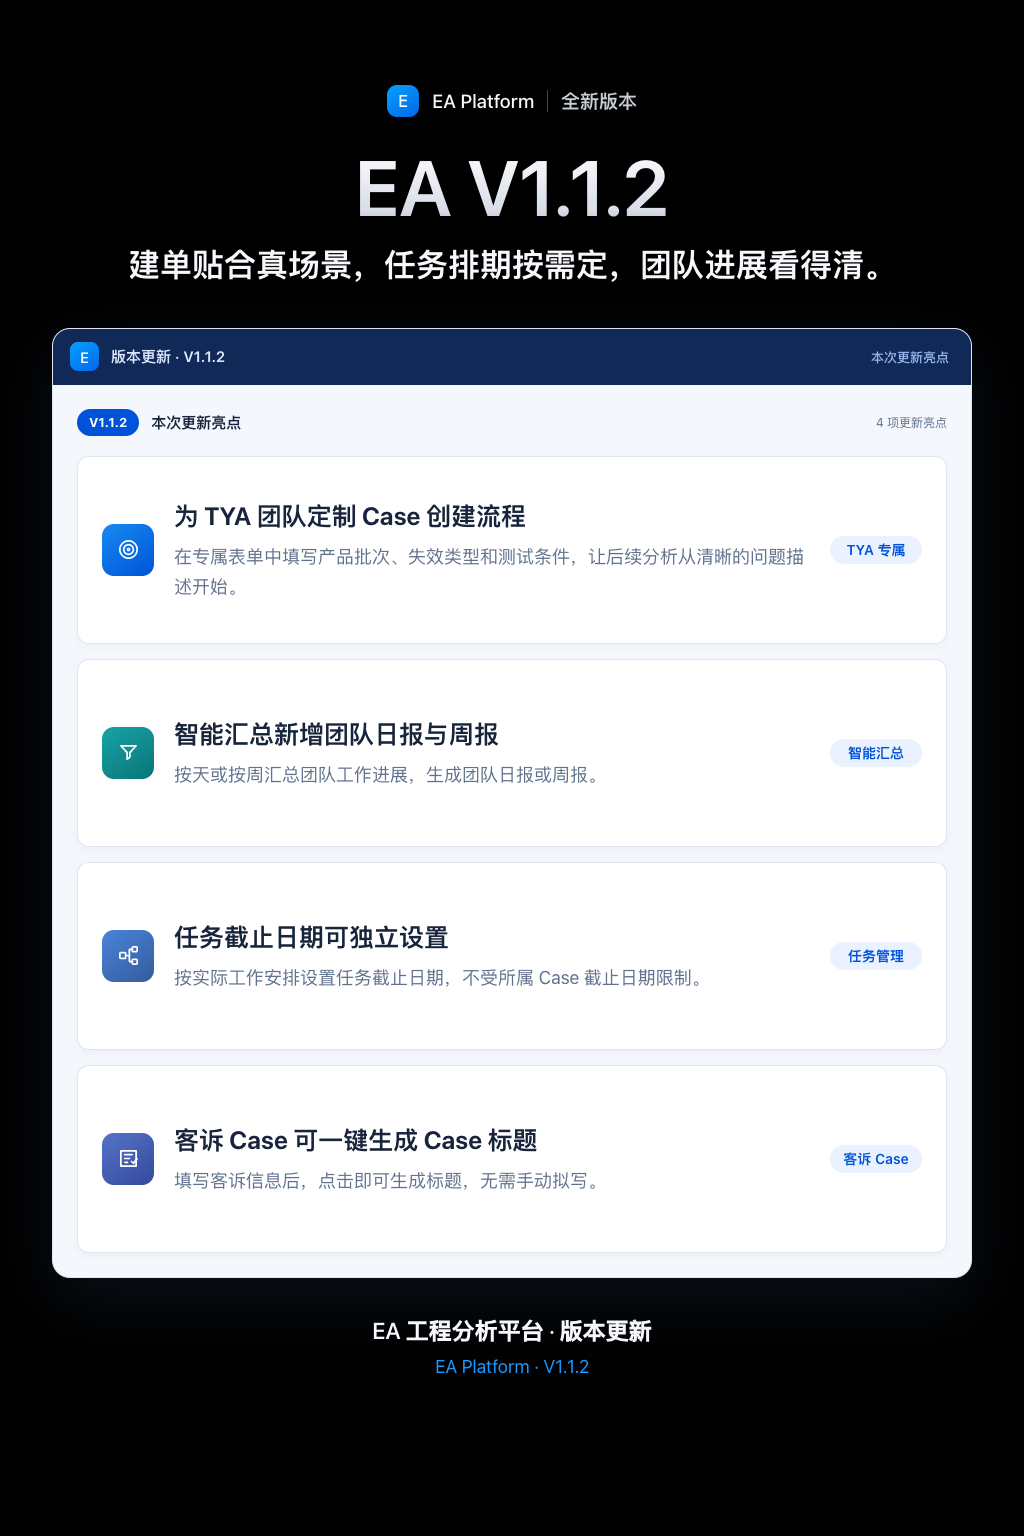 E EA Platform 全新版本
EA V1.1.2
建单贴合真场景，任务排期按需定，团队进展看得清。
E 版本更新 · V1.1.2 本次更新亮点
V1.1.2 本次更新亮点 4 项更新亮点
为 TYA 团队定制 Case 创建流程
在专属表单中填写产品批次、失效类型和测试条件，让后续分析从清晰的问题描
述开始。
TYA 专属
智能汇总新增团队日报与周报
按天或按周汇总团队工作进展，生成团队日报或周报。
智能汇总
任务截止日期可独立设置
按实际工作安排设置任务截止日期，不受所属 Case 截止日期限制。
任务管理
客诉 Case 可一键生成 Case 标题
填写客诉信息后，点击即可生成标题，无需手动拟写。
客诉 Case
EA 工程分析平台 · 版本更新
EA Platform · V1.1.2